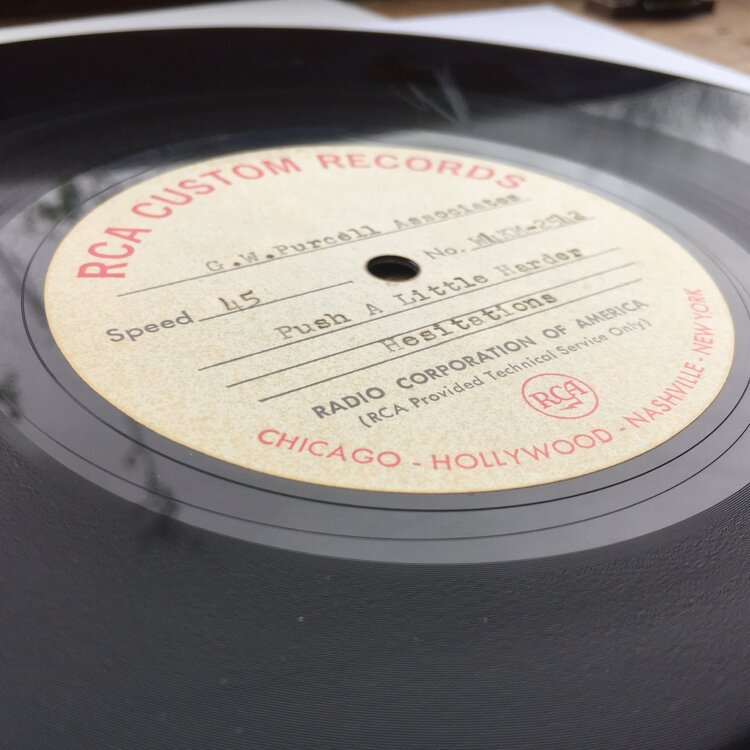 RCA CUSTOM RECORDS
G.W.Purcell Associates
Speed 45 No.
Push A Little Harder
Hesitations
RADIO CORPORATION OF AMERICA
(RCA Provided Technical Service Only)
RCA
CHICAGO - HOLLYWOOD - NASHVILLE - NEW YORK